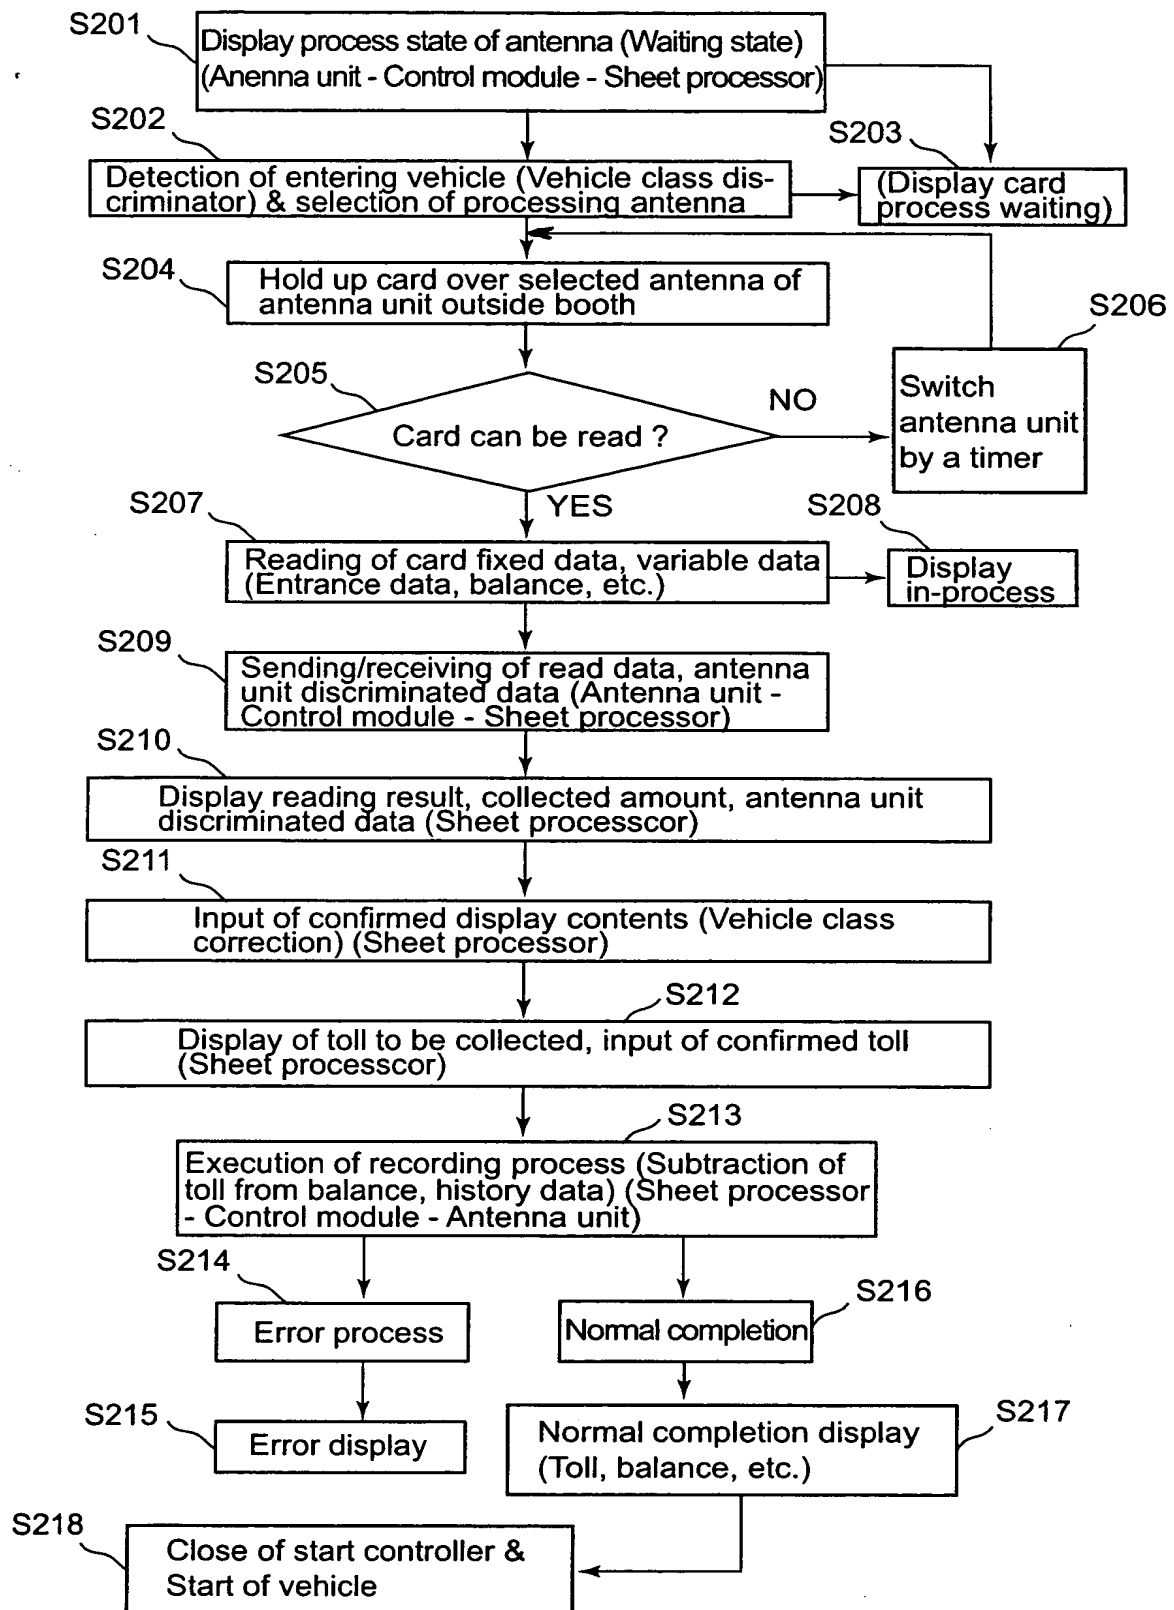 S201
Display process state of antenna (Waiting state)
(Anenna unit - Control module - Sheet processor)
S202
Detection of entering vehicle (Vehicle class dis-
criminator) & selection of processing antenna
S203
(Display card
process waiting)
S204
Hold up card over selected antenna of
antenna unit outside booth
S205
Card can be read ?
NO
S206
Switch
antenna unit
by a timer
YES
S207
Reading of card fixed data, variable data
(Entrance data, balance, etc.)
S208
Display
in-process
S209
Sending/receiving of read data, antenna
unit discriminated data (Antenna unit -
Control module - Sheet processor)
S210
Display reading result, collected amount, antenna unit
discriminated data (Sheet processcor)
S211
Input of confirmed display contents (Vehicle class
correction) (Sheet processor)
S212
Display of toll to be collected, input of confirmed toll
(Sheet processcor)
S213
Execution of recording process (Subtraction of
toll from balance, history data) (Sheet processor
- Control module - Antenna unit)
S214
Error process
S215
Error display
S216
Normal completion
S217
Normal completion display
(Toll, balance, etc.)
S218
Close of start controller &
Start of vehicle